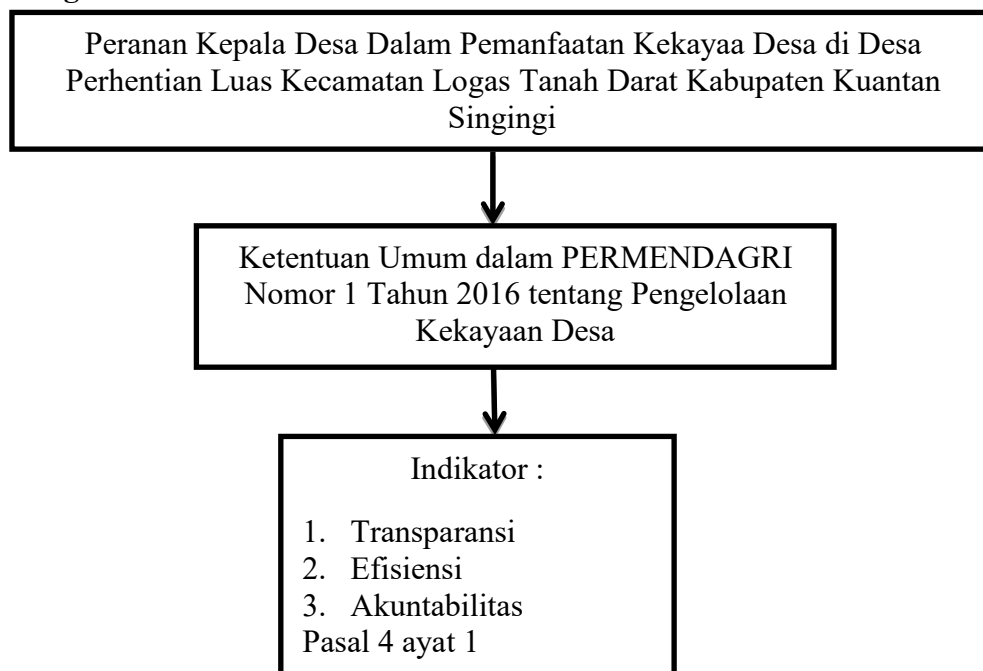 Peranan Kepala Desa Dalam Pemanfaatan Kekayaa Desa di Desa
Perhentian Luas Kecamatan Logas Tanah Darat Kabupaten Kuantan
Singingi
Ketentuan Umum dalam PERMENDAGRI
Nomor 1 Tahun 2016 tentang Pengelolaan
Kekayaan Desa
Indikator :
1. Transparansi
2. Efisiensi
3. Akuntabilitas
Pasal 4 ayat 1